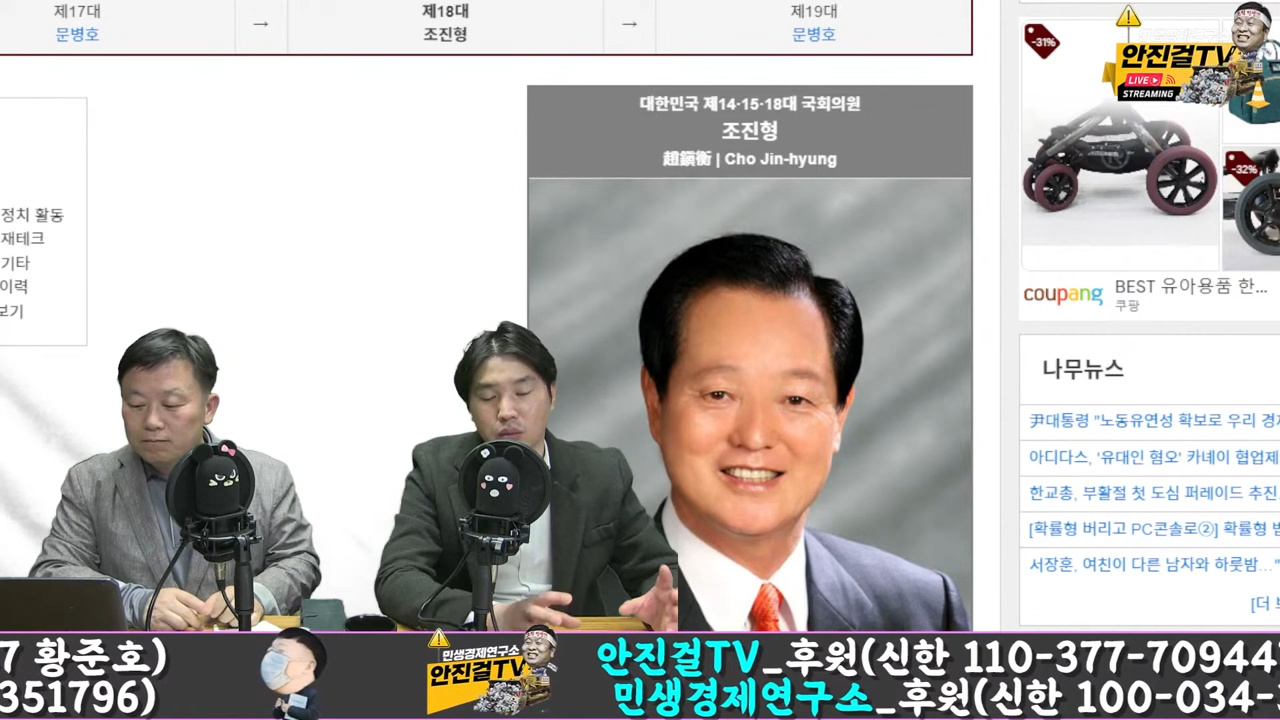 제17대
문병호
→
제18대
조진형
→
제19대
문병호
-31%
안진걸TV
LIVE
STREAMING
대한민국 제14·15·18대 국회의원
조진형
趙鎭衡 | Cho Jin-hyung
-32%
정치 활동
재테크
기타
이력
보기
coupang
BEST 유아용품 한...
쿠팡
나무뉴스
尹대통령 "노동유연성 확보로 우리 경
아디다스, '유대인 혐오' 카녜이 협업제
한교총, 부활절 첫 도심 퍼레이드 추진
[확률형 버리고 PC콘솔로②] 확률형 법
서장훈, 여친이 다른 남자와 하룻밤…"
[더
7 황준호)
351796)
민생경제연구소
안진걸TV
안진걸TV_후원(신한 110-377-70944
민생경제연구소_후원(신한 100-034-